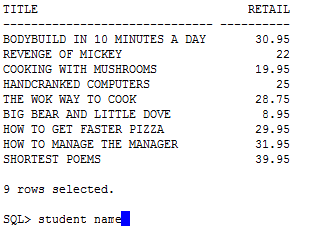 TITLE                          RETAIL
------------------------------ ----------
BODYBUILD IN 10 MINUTES A DAY       30.95
REVENGE OF MICKEY                      22
COOKING WITH MUSHROOMS              19.95
HANDCRANKED COMPUTERS                  25
THE WOK WAY TO COOK                 28.75
BIG BEAR AND LITTLE DOVE             8.95
HOW TO GET FASTER PIZZA             29.95
HOW TO MANAGE THE MANAGER           31.95
SHORTEST POEMS                      39.95
9 rows selected.
SQL> student name